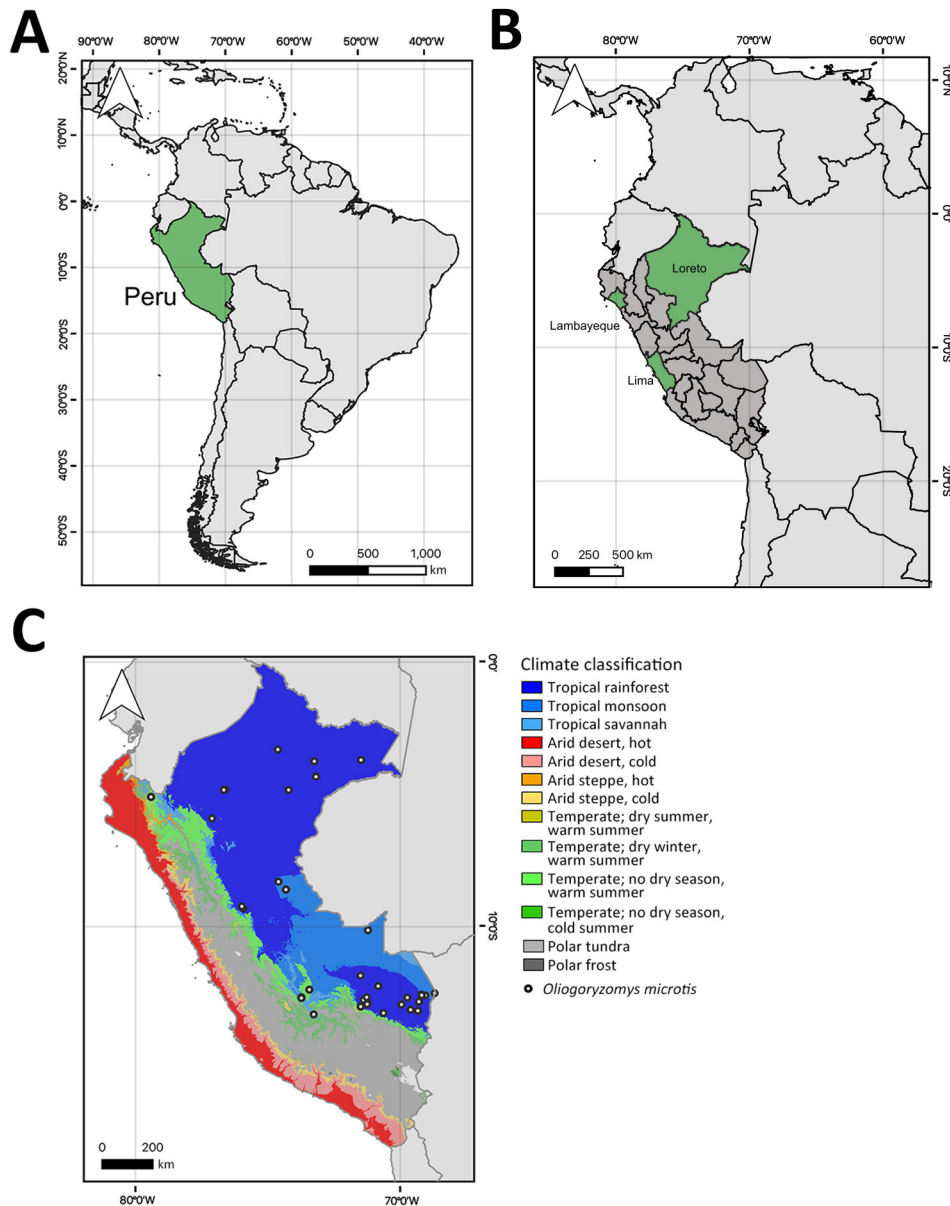 A
90°0'W 80°0'W 70°0'W 60°0'W 50°0'W 40°0'W
20°0'N
10°0'N
0°0'
10°0'S
20°0'S
30°0'S
40°0'S
50°0'S
Peru
0 500 1,000
km
B
80°0'W 70°0'W 60°0'W
10°0'N
0°0'
10°0'S
20°0'S
Loreto
Lambayeque
Lima
0 250 500 km
C
0°0'
10°0'S
80°0'W 70°0'W
0 200
km
Climate classification
Tropical rainforest
Tropical monsoon
Tropical savannah
Arid desert, hot
Arid desert, cold
Arid steppe, hot
Arid steppe, cold
Temperate; dry summer,
warm summer
Temperate; dry winter,
warm summer
Temperate; no dry season,
warm summer
Temperate; no dry season,
cold summer
Polar tundra
Polar frost
Oliogoryzomys microtis